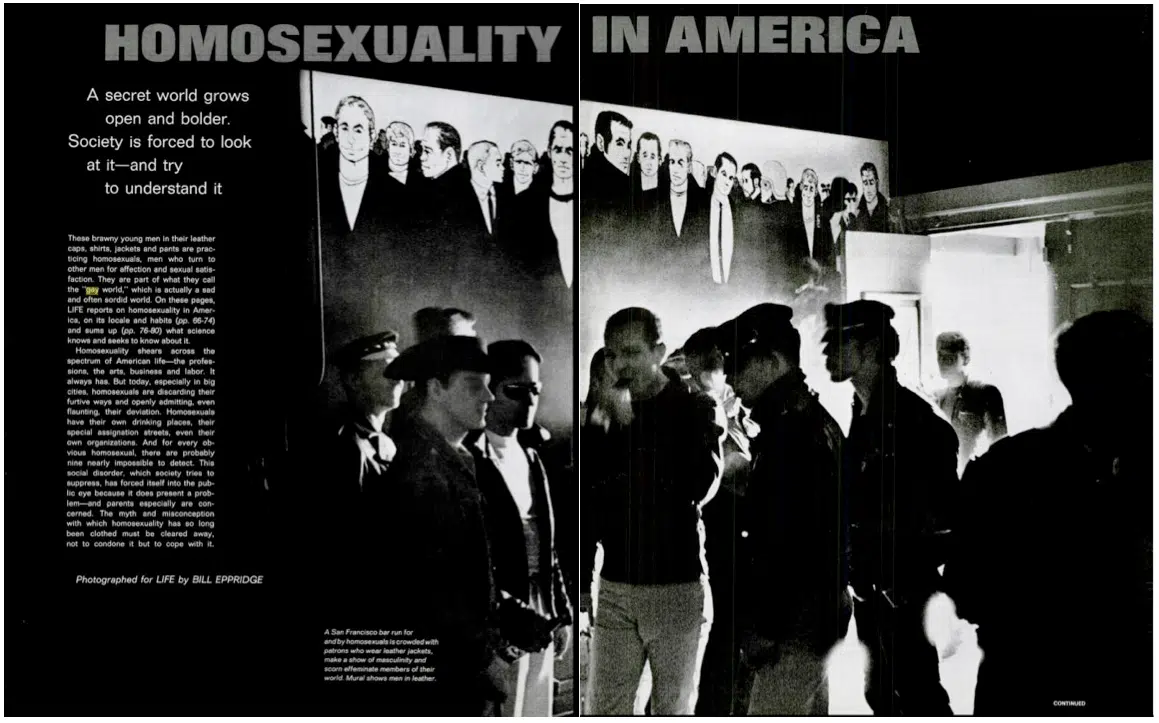 HOMOSEXUALITY IN AMERICA
A secret world grows
open and bolder.
Society is forced to look
at it—and try
to understand it
These brawny young men in their leather
caps, shirts, jackets and pants are prac-
ticing homosexuals, men who turn to
other men for affection and sexual satis-
faction. They are part of what they call
the "gay world," which is actually a sad
and often sordid world. On these pages,
LIFE reports on homosexuality in Amer-
ica, on its locale and habits (pp. 66-74)
and sums up (pp. 76-80) what science
knows and seeks to know about it.
Homosexuality shears across the
spectrum of American life—the profes-
sions, the arts, business and labor. It
always has. But today, especially in big
cities, homosexuals are discarding their
furtive ways and openly admitting, even
flaunting, their deviation. Homosexuals
have their own drinking places, their
special assignation streets, even their
own organizations. And for every ob-
vious homosexual, there are probably
nine nearly impossible to detect. This
social disorder, which society tries to
suppress, has forced itself into the pub-
lic eye because it does present a prob-
lem—and parents especially are con-
cerned. The myth and misconception
with which homosexuality has so long
been clothed must be cleared away,
not to condone it but to cope with it.
Photographed for LIFE by BILL EPPRIDGE
A San Francisco bar run for
and by homosexuals is crowded with
patrons who wear leather jackets,
make a show of masculinity and
scorn effeminate members of their
world. Mural shows men in leather.
CONTINUED